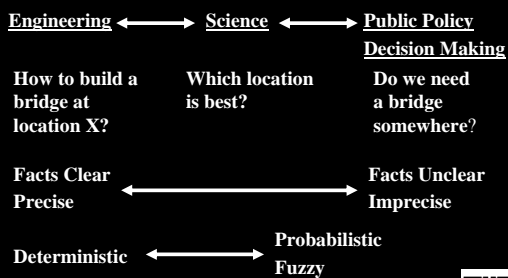 Engineering Science Public Policy
Decision Making
How to build a Which location Do we need
bridge at is best? a bridge
location X? somewhere?
Facts Clear Facts Unclear
Precise Imprecise
Probabilistic
Deterministic
Fuzzy